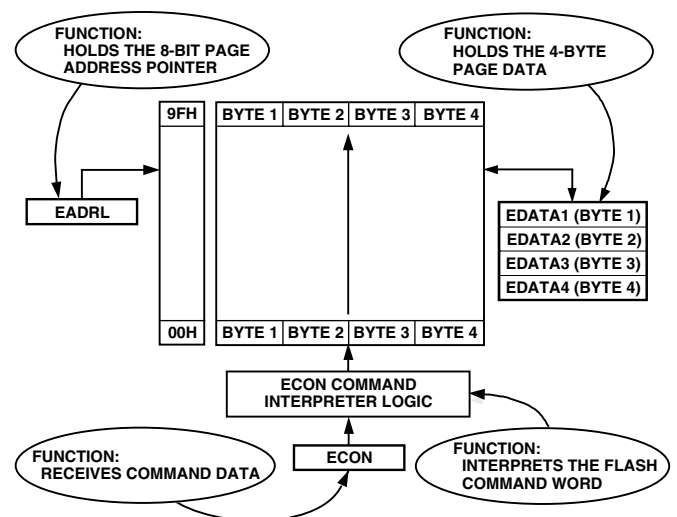 FUNCTION:
HOLDS THE 8-BIT PAGE
ADDRESS POINTER
FUNCTION:
HOLDS THE 4-BYTE
PAGE DATA
9FH
BYTE 1 BYTE 2 BYTE 3 BYTE 4
EADRL
EDATA1 (BYTE 1)
EDATA2 (BYTE 2)
EDATA3 (BYTE 3)
EDATA4 (BYTE 4)
00H
BYTE 1 BYTE 2 BYTE 3 BYTE 4
ECON COMMAND
INTERPRETER LOGIC
FUNCTION:
RECEIVES COMMAND DATA
ECON
FUNCTION:
INTERPRETS THE FLASH
COMMAND WORD